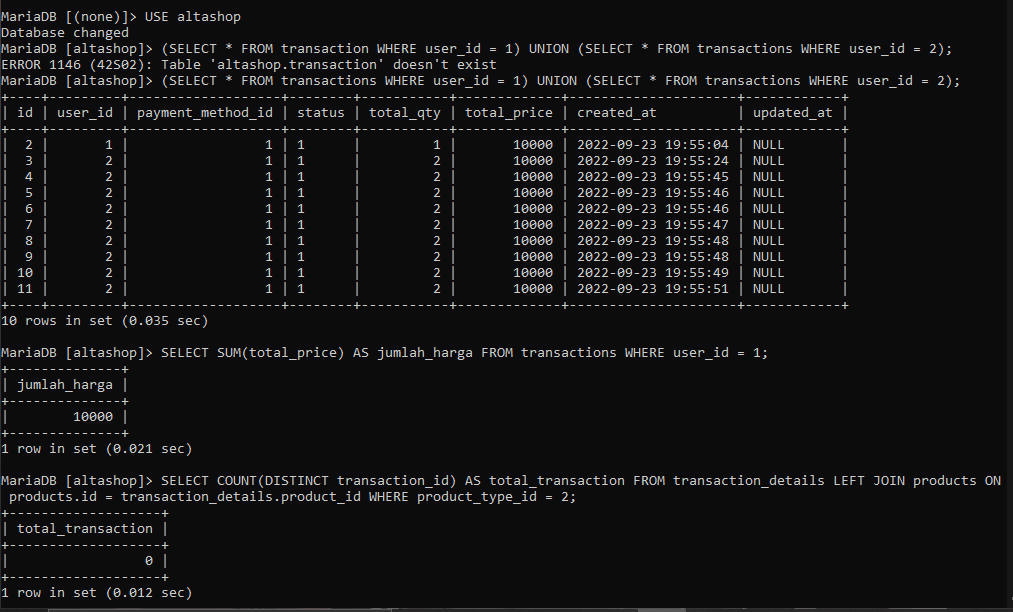 MariaDB [(none)]> USE altashop
Database changed
MariaDB [altashop]> (SELECT * FROM transaction WHERE user_id = 1) UNION (SELECT * FROM transactions WHERE user_id = 2);
ERROR 1146 (42S02): Table 'altashop.transaction' doesn't exist
MariaDB [altashop]> (SELECT * FROM transactions WHERE user_id = 1) UNION (SELECT * FROM transactions WHERE user_id = 2);
+----+---------+-------------------+--------+-----------+-------------+---------------------+------------+
| id | user_id | payment_method_id | status | total_qty | total_price | created_at          | updated_at |
+----+---------+-------------------+--------+-----------+-------------+---------------------+------------+
|  2 |       1 |                 1 | 1      |         1 |       10000 | 2022-09-23 19:55:04 | NULL       |
|  3 |       2 |                 1 | 1      |         2 |       10000 | 2022-09-23 19:55:24 | NULL       |
|  4 |       2 |                 1 | 1      |         2 |       10000 | 2022-09-23 19:55:45 | NULL       |
|  5 |       2 |                 1 | 1      |         2 |       10000 | 2022-09-23 19:55:46 | NULL       |
|  6 |       2 |                 1 | 1      |         2 |       10000 | 2022-09-23 19:55:46 | NULL       |
|  7 |       2 |                 1 | 1      |         2 |       10000 | 2022-09-23 19:55:47 | NULL       |
|  8 |       2 |                 1 | 1      |         2 |       10000 | 2022-09-23 19:55:48 | NULL       |
|  9 |       2 |                 1 | 1      |         2 |       10000 | 2022-09-23 19:55:48 | NULL       |
| 10 |       2 |                 1 | 1      |         2 |       10000 | 2022-09-23 19:55:49 | NULL       |
| 11 |       2 |                 1 | 1      |         2 |       10000 | 2022-09-23 19:55:51 | NULL       |
+----+---------+-------------------+--------+-----------+-------------+---------------------+------------+
10 rows in set (0.035 sec)
MariaDB [altashop]> SELECT SUM(total_price) AS jumlah_harga FROM transactions WHERE user_id = 1;
+--------------+
| jumlah_harga |
+--------------+
|        10000 |
+--------------+
1 row in set (0.021 sec)
MariaDB [altashop]> SELECT COUNT(DISTINCT transaction_id) AS total_transaction FROM transaction_details LEFT JOIN products ON
products.id = transaction_details.product_id WHERE product_type_id = 2;
+-------------------+
| total_transaction |
+-------------------+
|                 0 |
+-------------------+
1 row in set (0.012 sec)